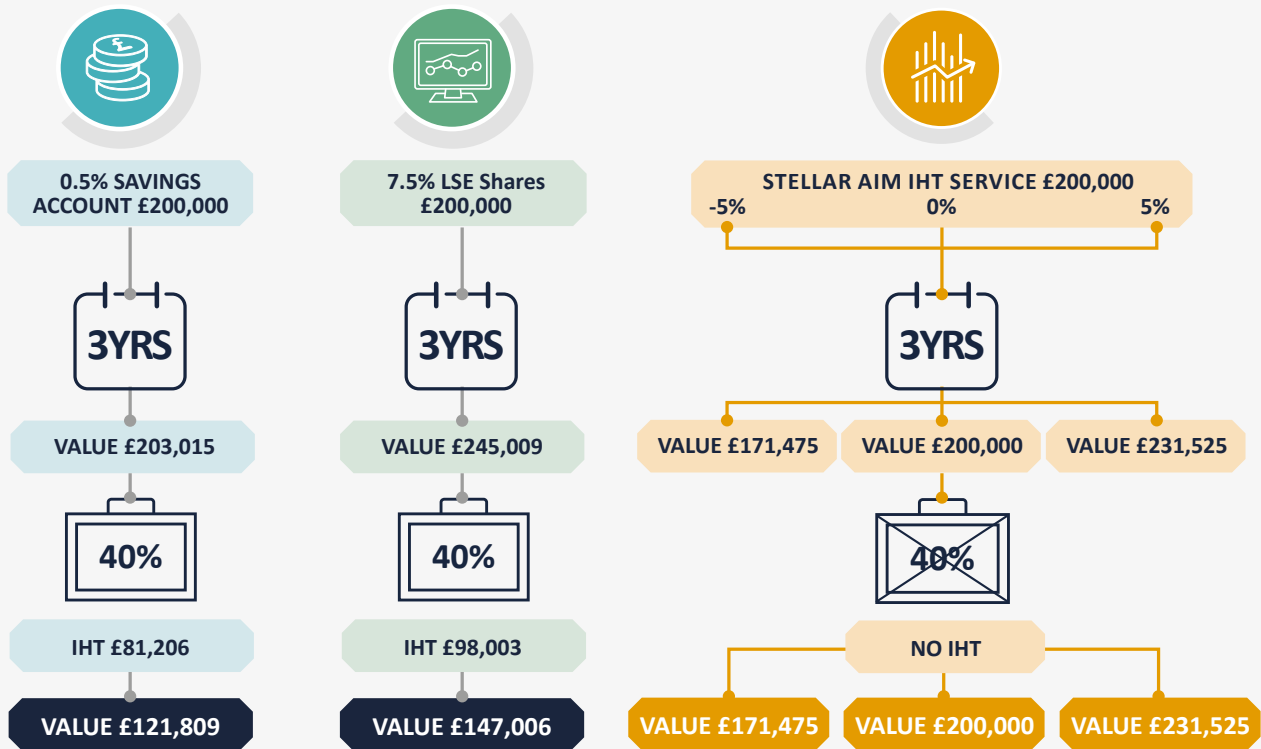 £
0.5% SAVINGS
ACCOUNT £200,000
3YRS
VALUE £203,015
40%
IHT £81,206
VALUE £121,809
7.5% LSE Shares
£200,000
3YRS
VALUE £245,009
40%
IHT £98,003
VALUE £147,006
STELLAR AIM IHT SERVICE £200,000
-5% 0% 5%
3YRS
VALUE £171,475 VALUE £200,000 VALUE £231,525
40%
NO IHT
VALUE £171,475 VALUE £200,000 VALUE £231,525